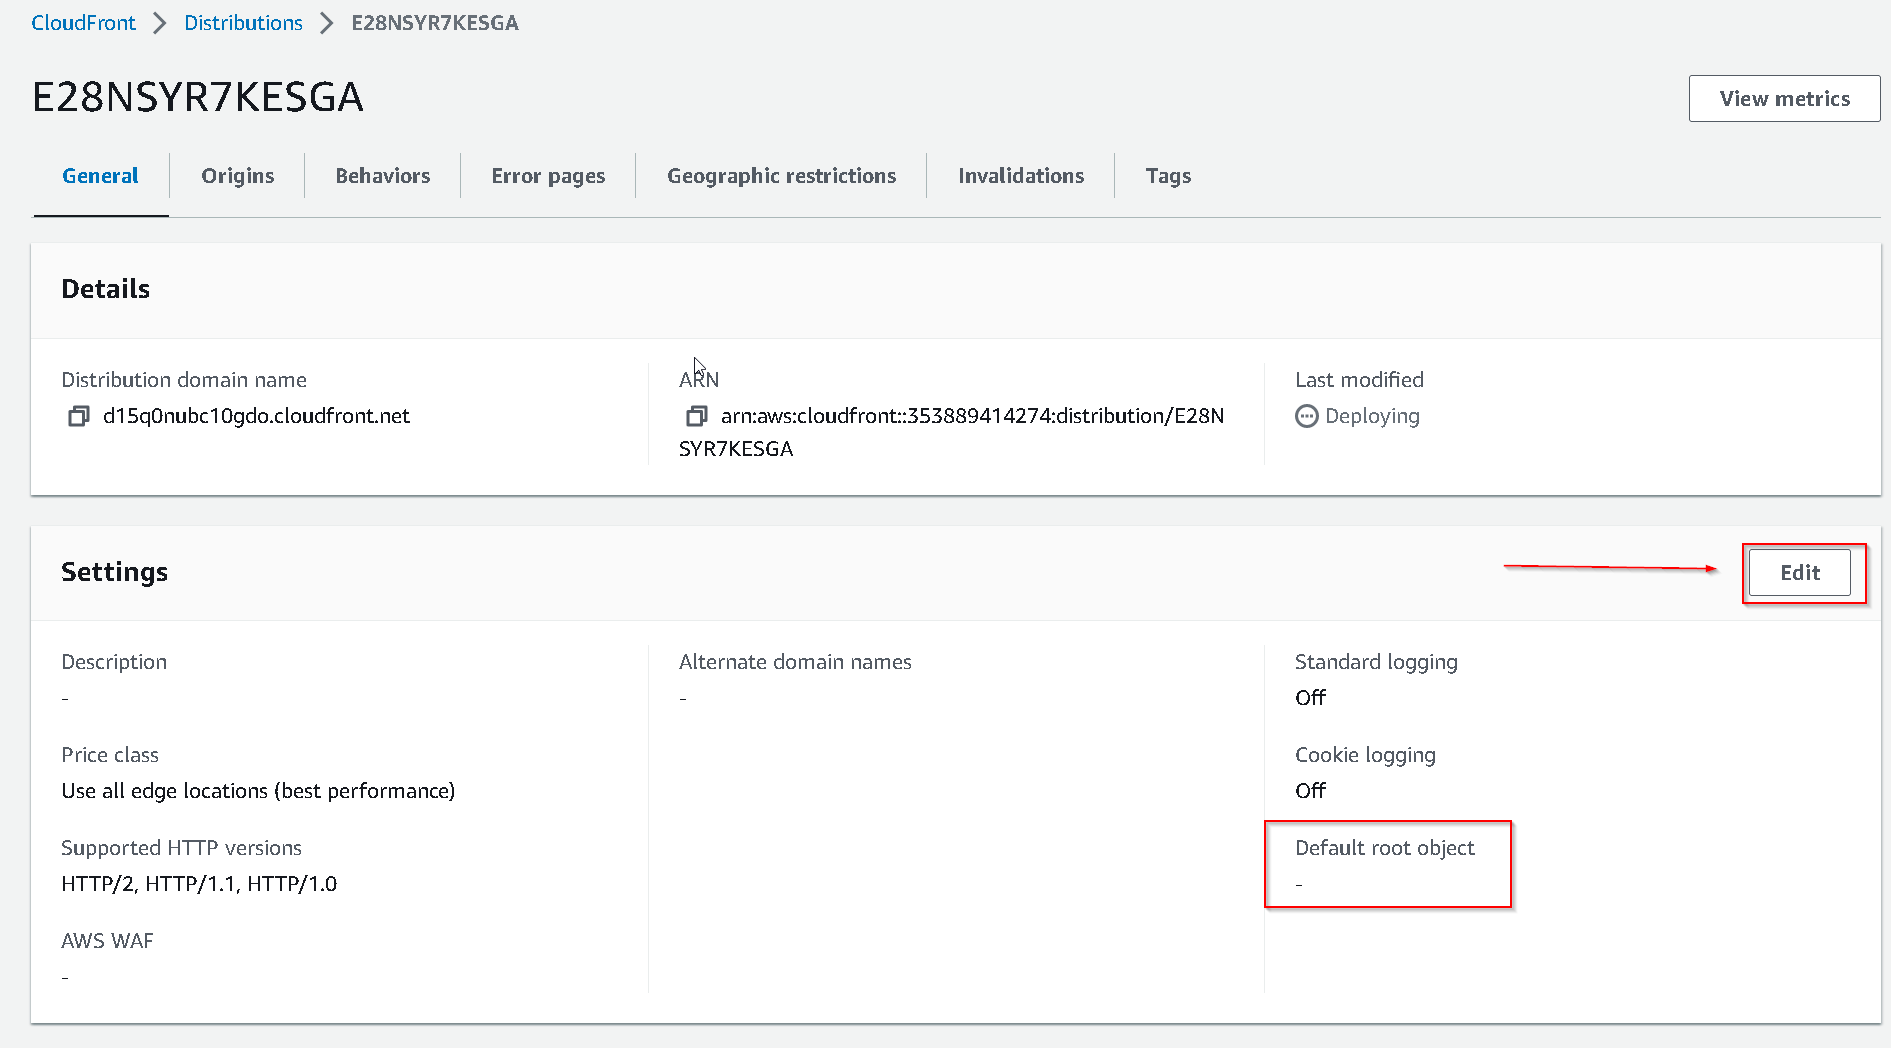 CloudFront > Distributions > E28NSYR7KESGA
E28NSYR7KESGA
View metrics
General
Origins
Behaviors
Error pages
Geographic restrictions
Invalidations
Tags
Details
Distribution domain name
d15q0nubc10gdo.cloudfront.net
ARN
arn:aws:cloudfront::353889414274:distribution/E28N
SYR7KESGA
Last modified
Deploying
Settings
Edit
Description
-
Price class
Use all edge locations (best performance)
Supported HTTP versions
HTTP/2, HTTP/1.1, HTTP/1.0
AWS WAF
-
Alternate domain names
-
Standard logging
Off
Cookie logging
Off
Default root object
-